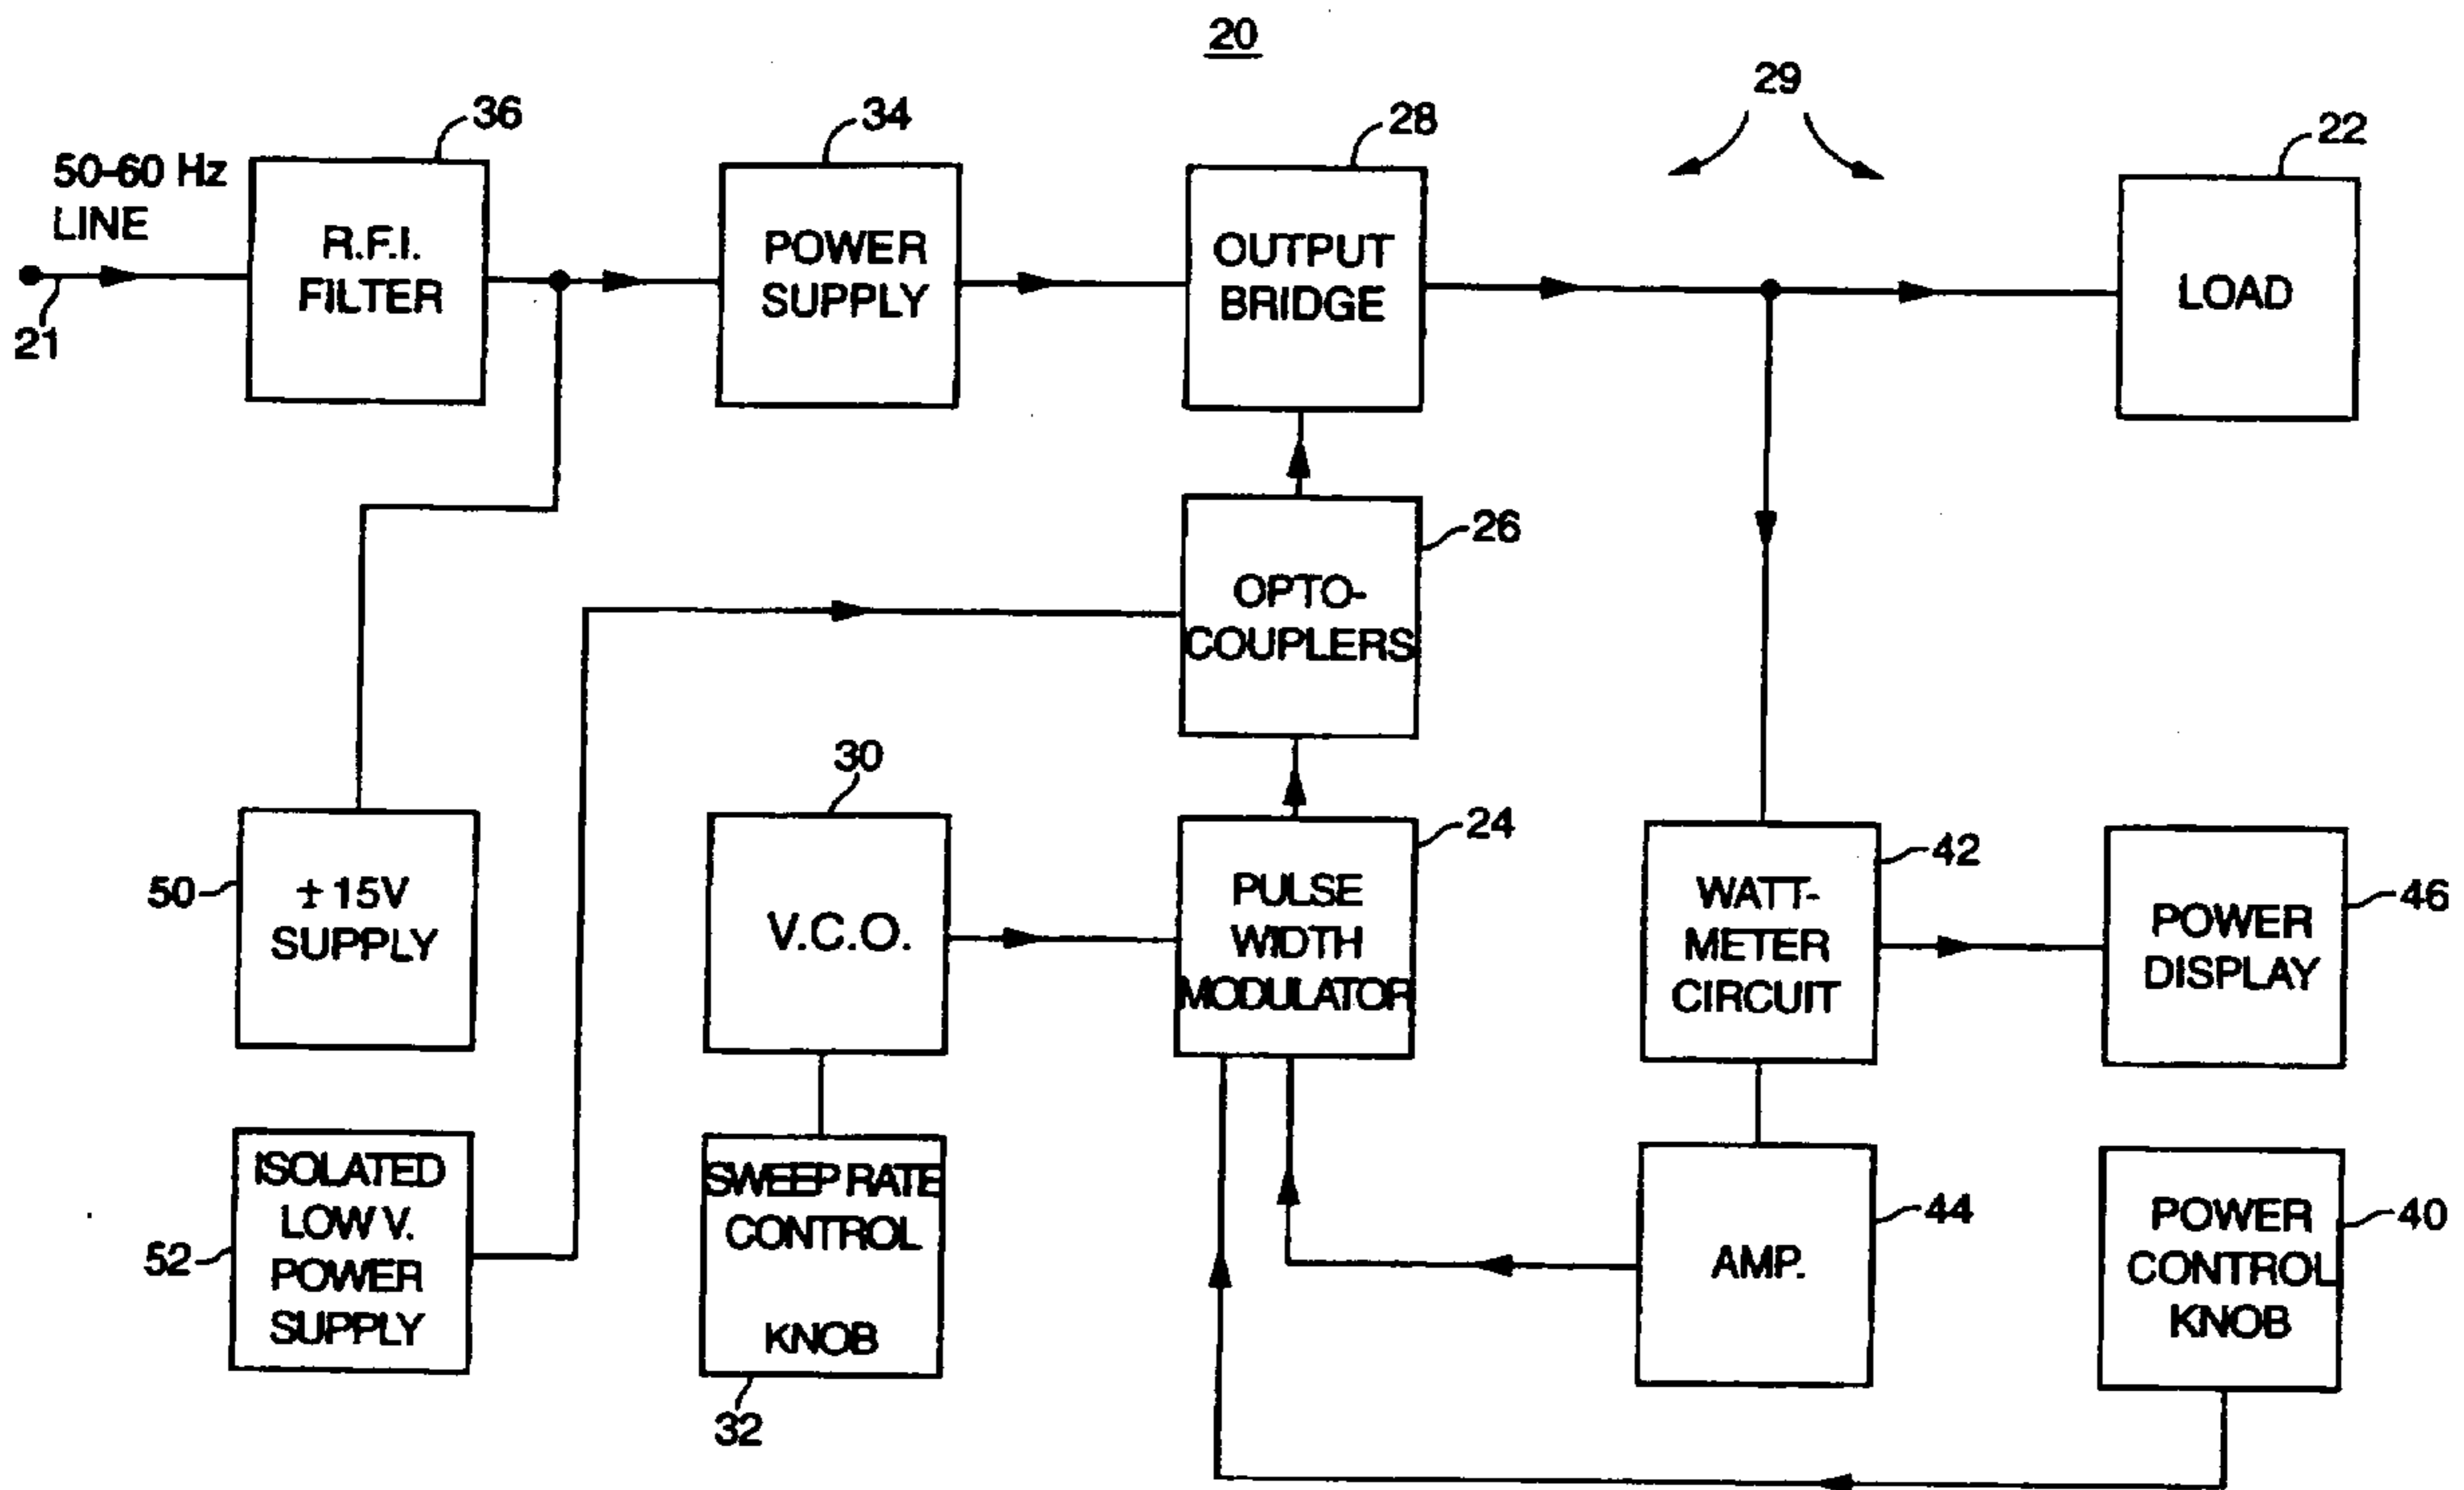 20
36
34
28
29
22
50-60 Hz
LINE
21
R.F.I.
FILTER
POWER
SUPPLY
OUTPUT
BRIDGE
LOAD
26
OPTO-
COUPLERS
30
24
42
46
50
± 15V
SUPPLY
V.C.O.
PULSE
WIDTH
MODULATOR
WATT-
METER
CIRCUIT
POWER
DISPLAY
52
ISOLATED
LOW V.
POWER
SUPPLY
SWEEP RATE
CONTROL
KNOB
32
AMP.
44
POWER
CONTROL
KNOB
40